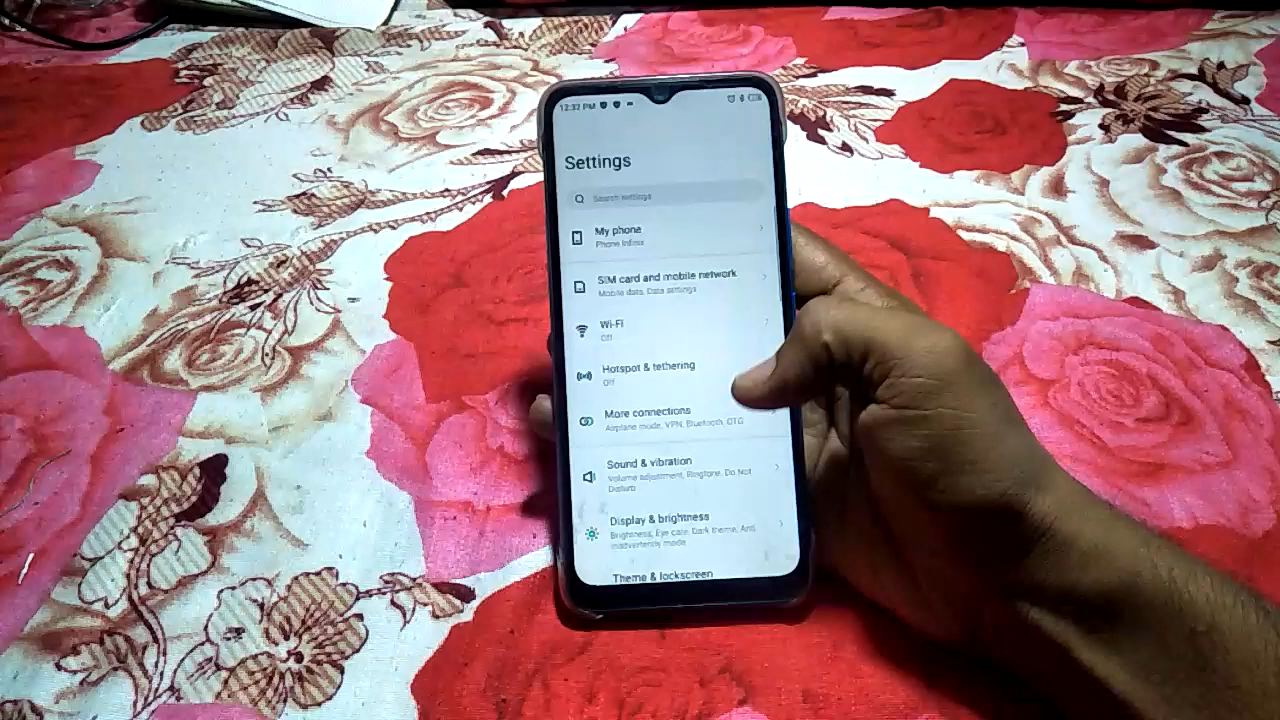 12:32 PM
Settings
Search settings
My phone
Phone Infinix
SIM card and mobile network
Mobile data, Data settings
Wi-Fi
Off
Hotspot & tethering
Off
More connections
Airplane mode, VPN, Bluetooth, OTG
Sound & vibration
Volume adjustment, Ringtone, Do Not
Disturb
Display & brightness
Brightness, Eye care, Dark theme, Anti
inadvertently mode
Theme & lockscreen